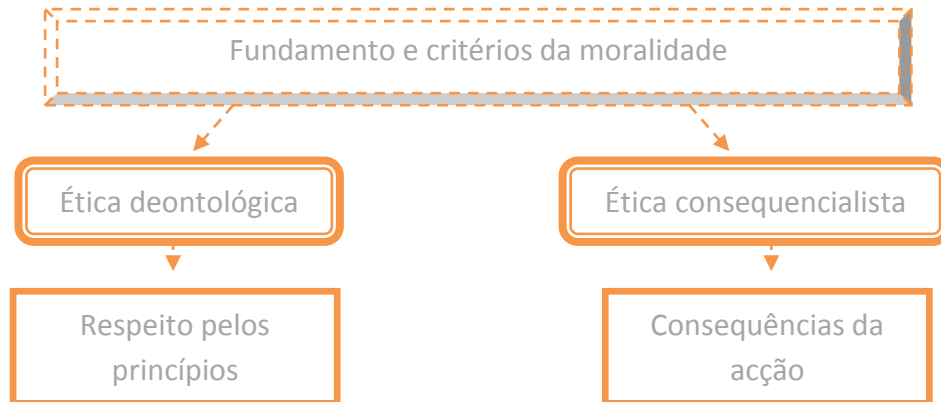 Fundamento e critérios da moralidade
Ética deontológica
Ética consequencialista
Respeito pelos
princípios
Consequências da
acção